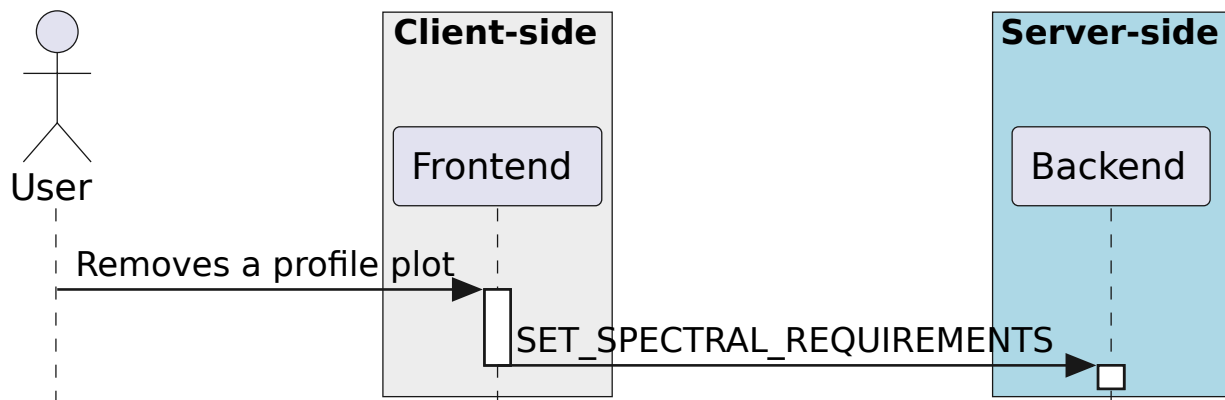 Client-side
Server-side
User
Frontend
Backend
Removes a profile plot
SET_SPECTRAL_REQUIREMENTS